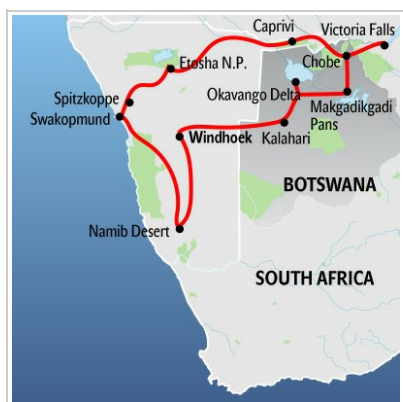 Caprivi
Victoria Falls
Etosha N.P.
Chobe
Okavango Delta
Spitzkoppe
Makgadikgadi
Pans
Swakopmund
Windhoek
Kalahari
BOTSWANA
Namib Desert
SOUTH AFRICA